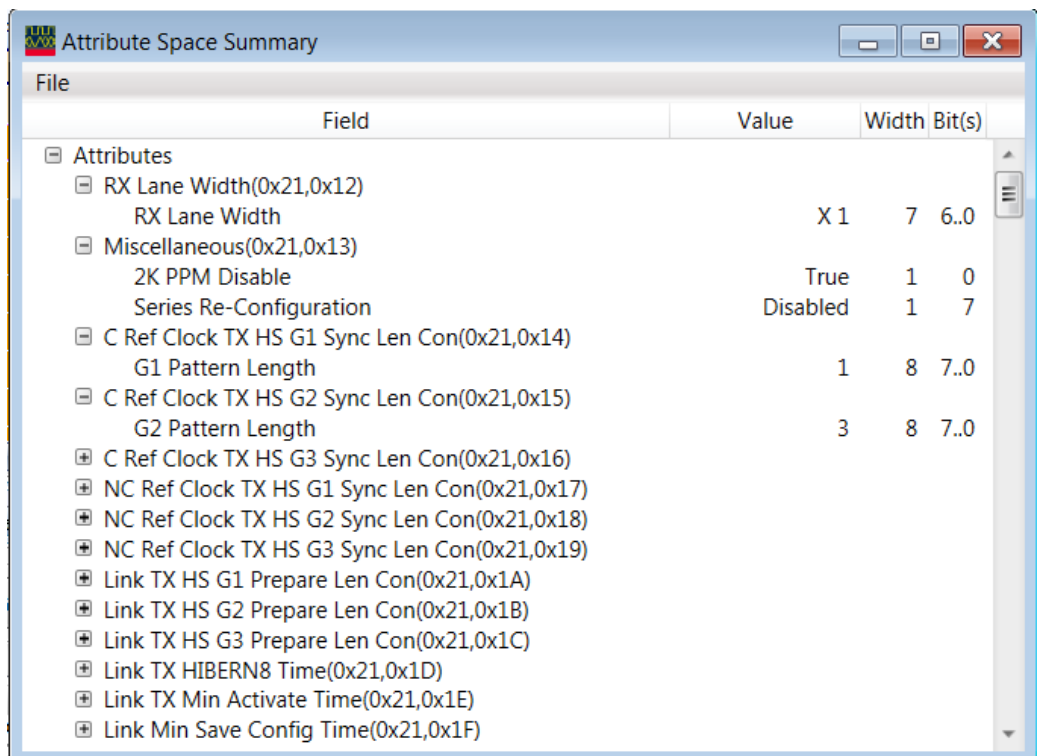 Attribute Space Summary
File
Field Value Width Bit(s)
Attributes
RX Lane Width(0x21,0x12)
RX Lane Width X 1 7 6..0
Miscellaneous(0x21,0x13)
2K PPM Disable True 1 0
Series Re-Configuration Disabled 1 7
C Ref Clock TX HS G1 Sync Len Con(0x21,0x14)
G1 Pattern Length 1 8 7..0
C Ref Clock TX HS G2 Sync Len Con(0x21,0x15)
G2 Pattern Length 3 8 7..0
C Ref Clock TX HS G3 Sync Len Con(0x21,0x16)
NC Ref Clock TX HS G1 Sync Len Con(0x21,0x17)
NC Ref Clock TX HS G2 Sync Len Con(0x21,0x18)
NC Ref Clock TX HS G3 Sync Len Con(0x21,0x19)
Link TX HS G1 Prepare Len Con(0x21,0x1A)
Link TX HS G2 Prepare Len Con(0x21,0x1B)
Link TX HS G3 Prepare Len Con(0x21,0x1C)
Link TX HIBERN8 Time(0x21,0x1D)
Link TX Min Activate Time(0x21,0x1E)
Link Min Save Config Time(0x21,0x1F)